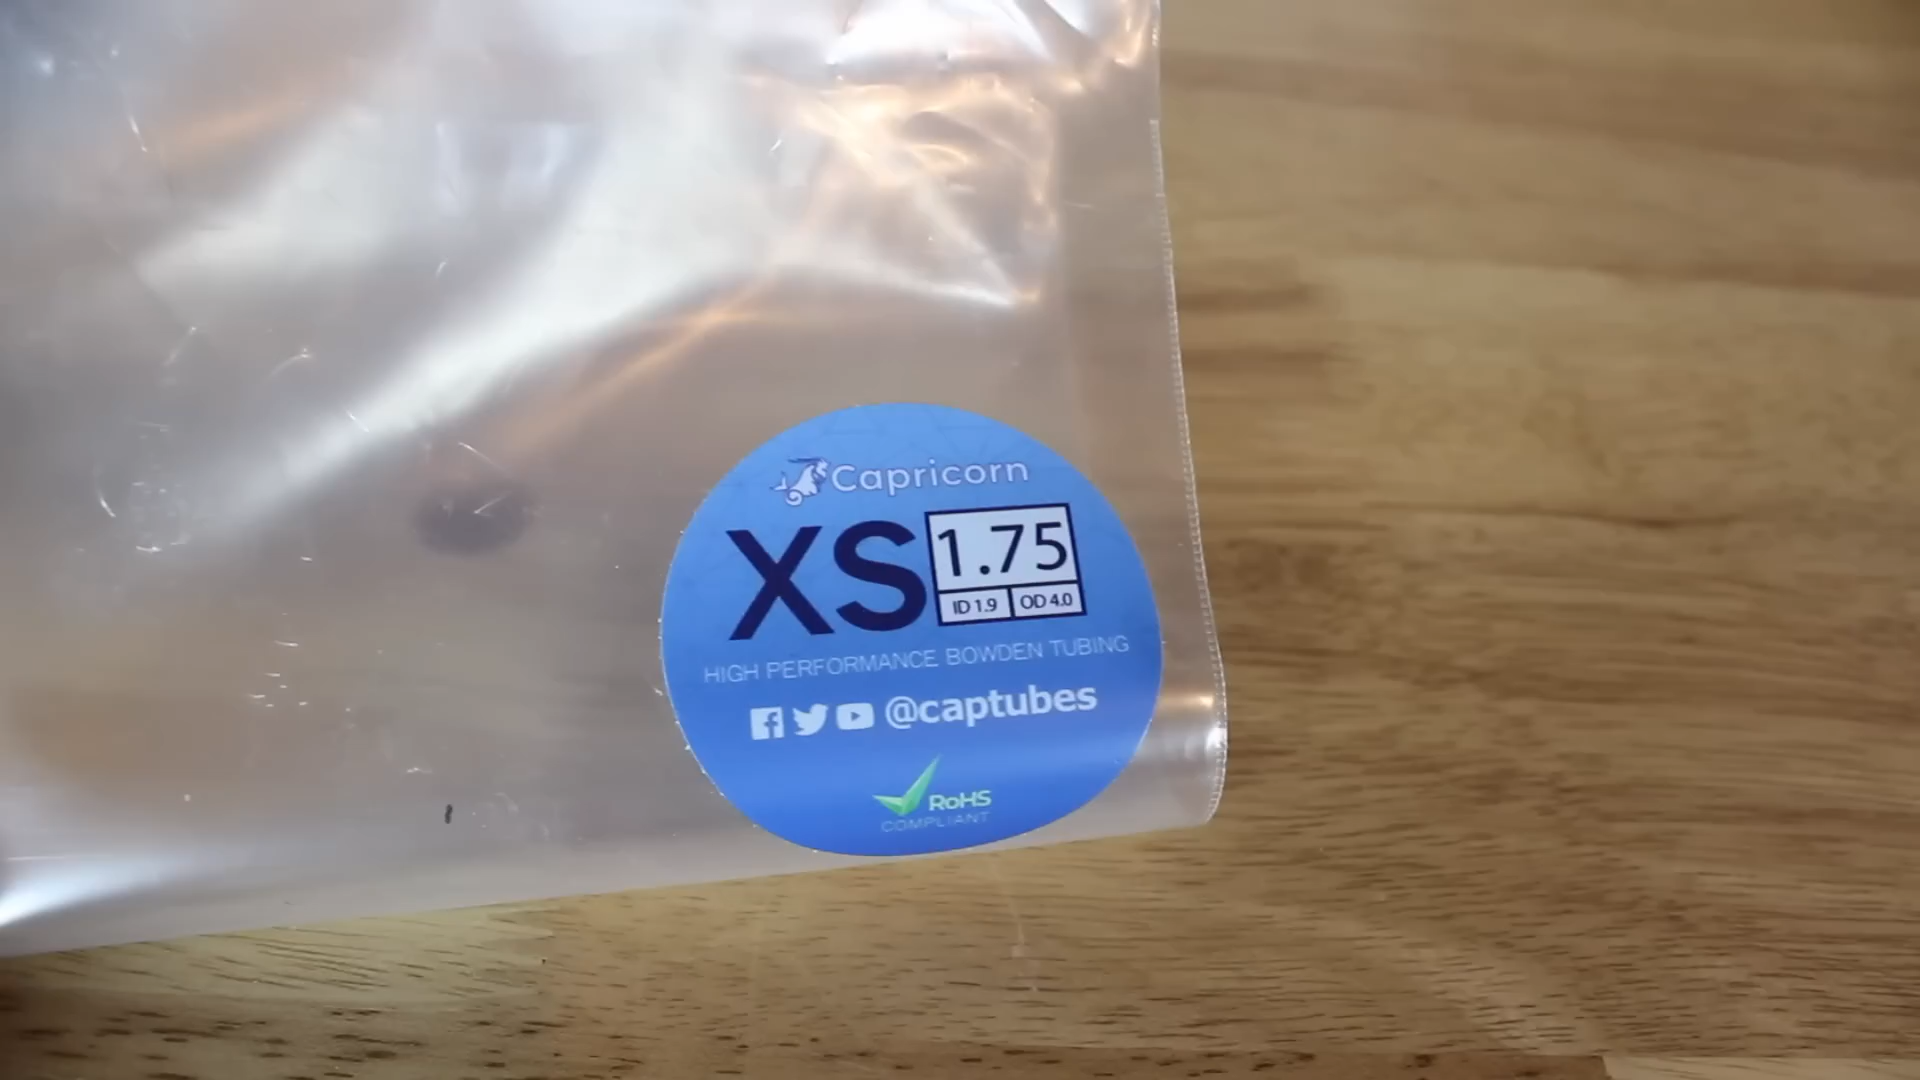 Capricorn
XS 1.75
ID 1.9 OD 4.0
HIGH PERFORMANCE BOWDEN TUBING
@captubes
RoHS
COMPLIANT